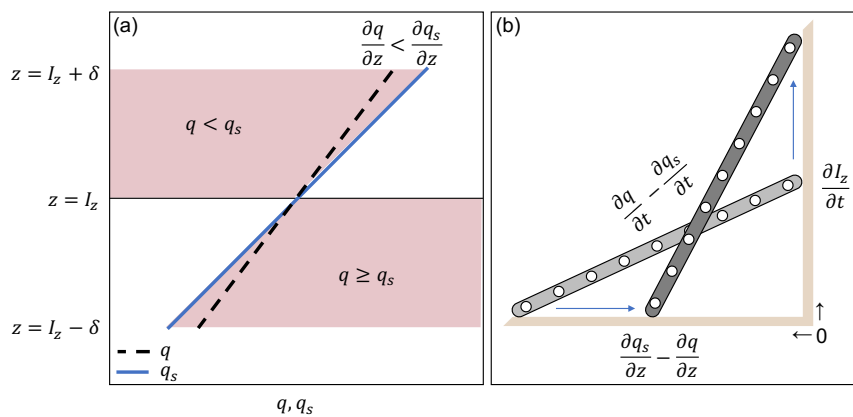 (a)
∂q/∂z < ∂q_s/∂z
z = I_z + δ
q < q_s
z = I_z
q ≥ q_s
z = I_z − δ
q
q_s
q, q_s
(b)
∂q/∂t − ∂q_s/∂t
∂I_z/∂t
←0
↑
∂q_s/∂z − ∂q/∂z